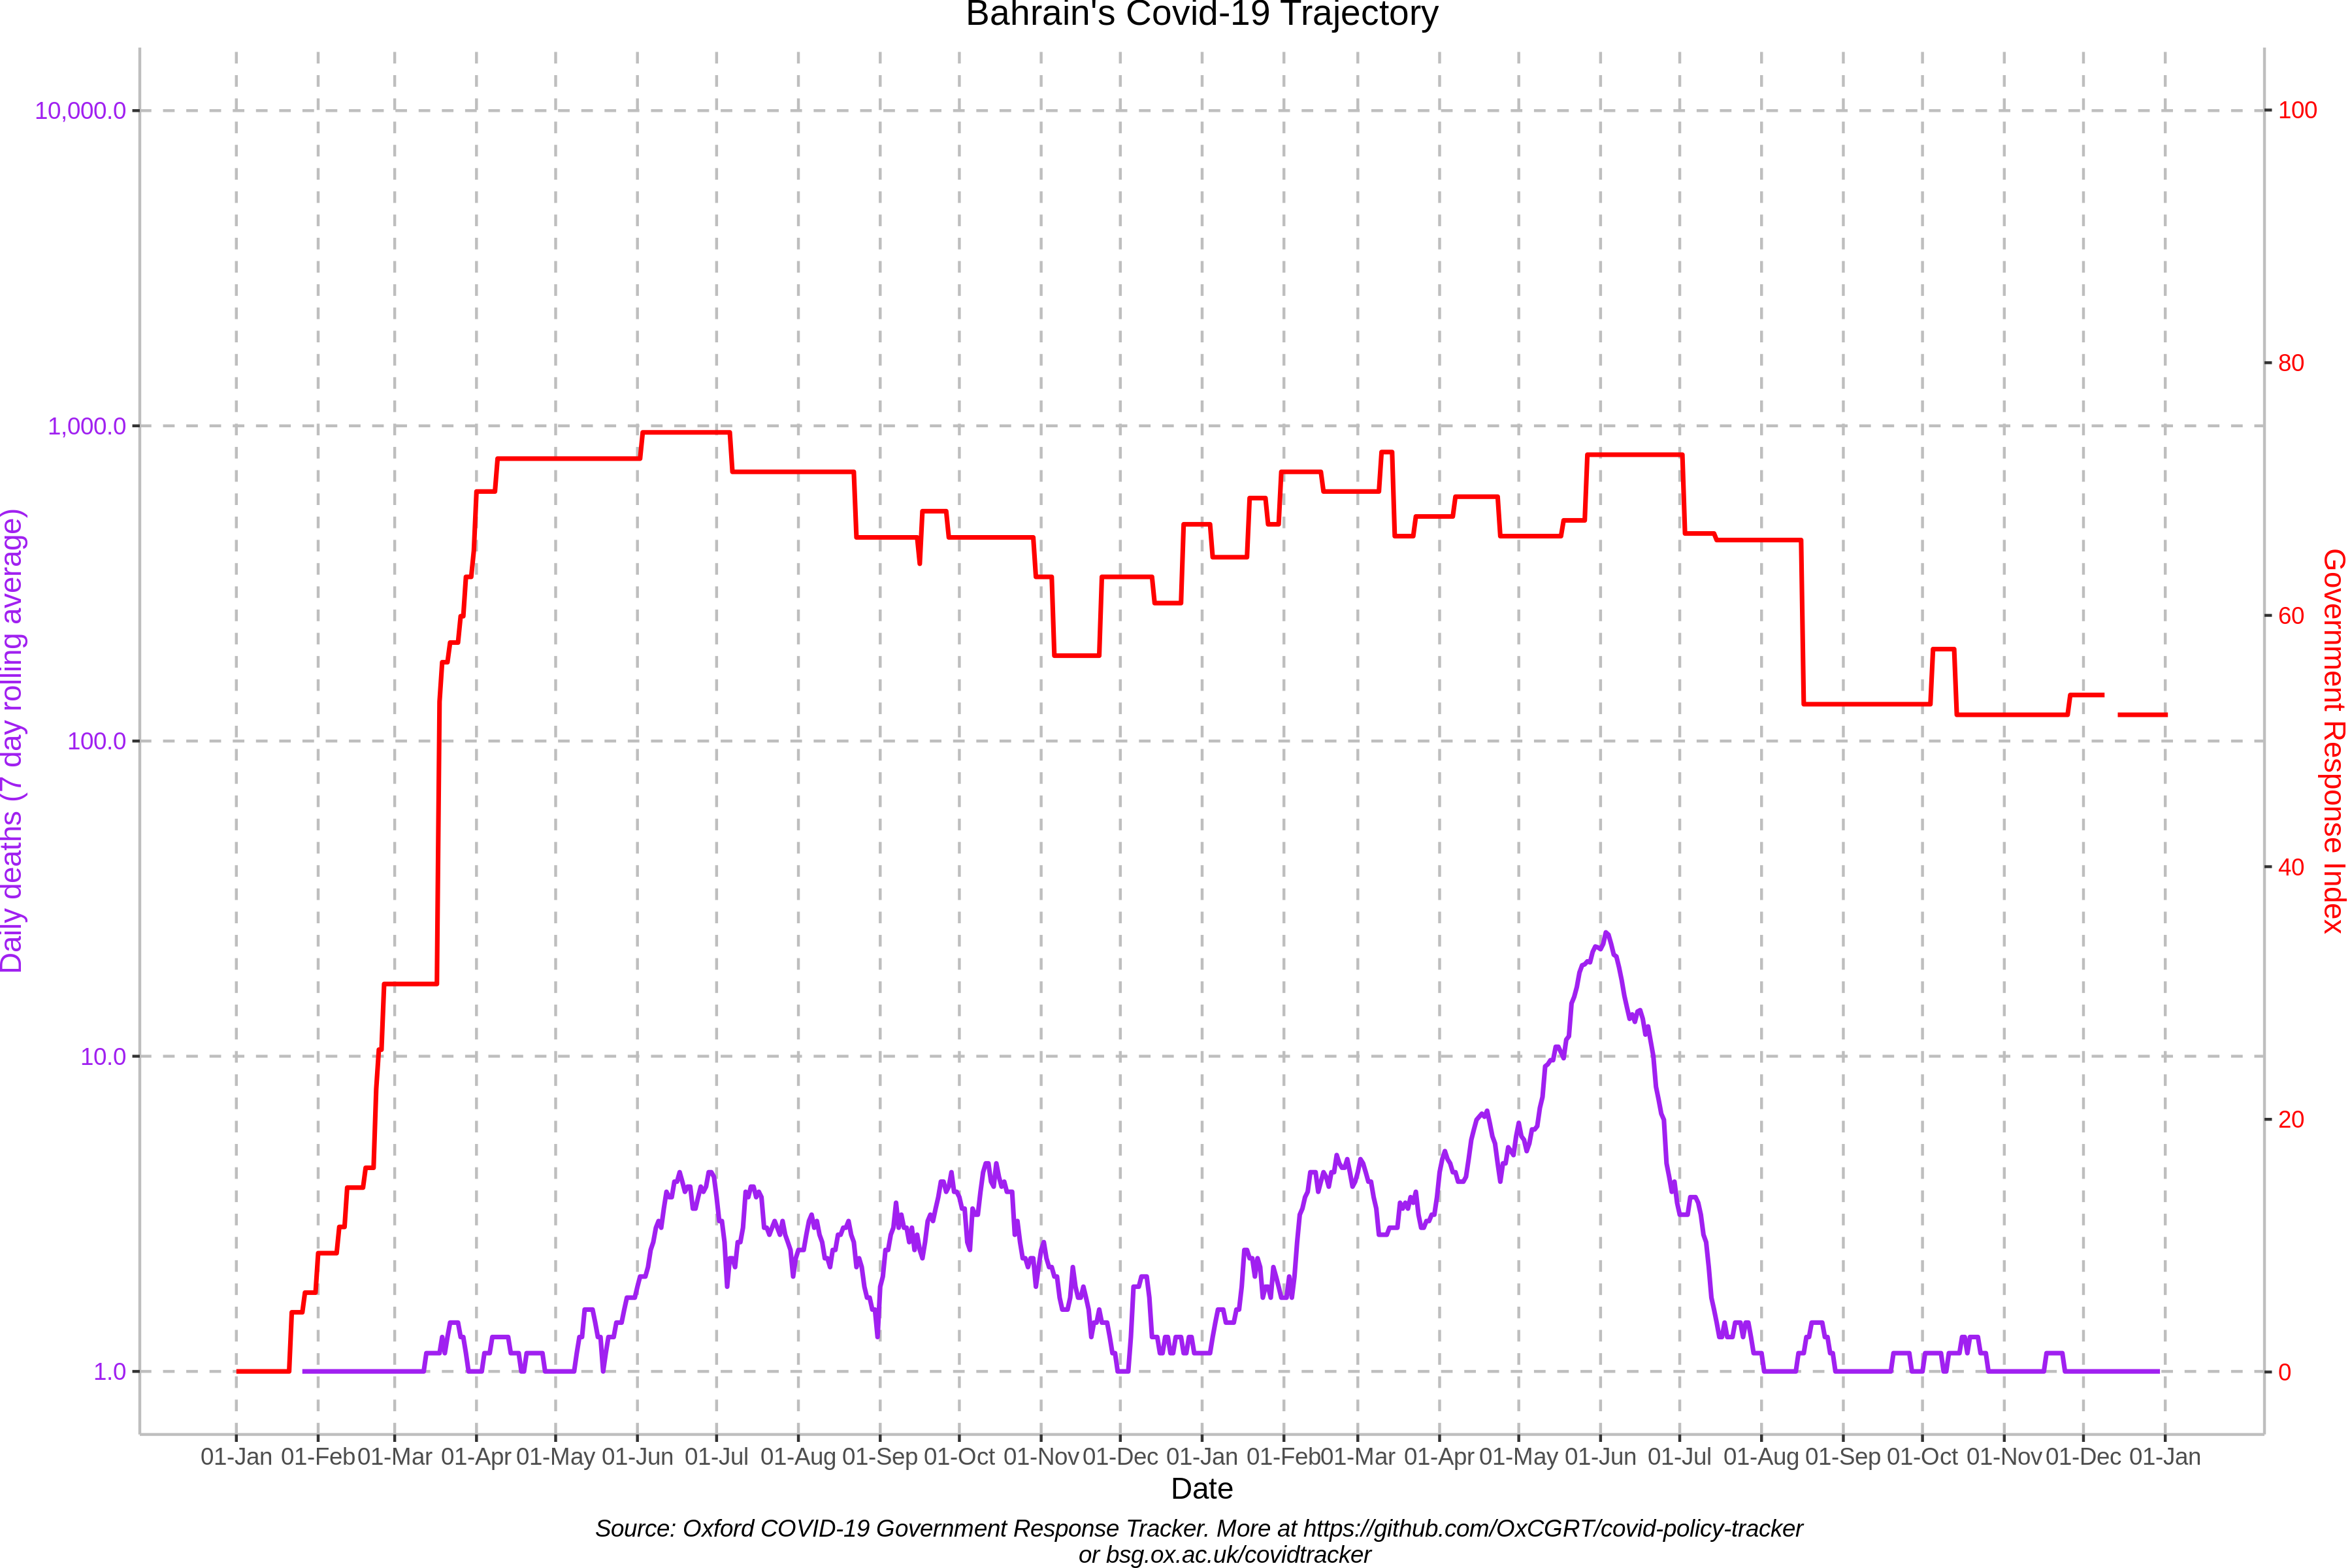 Bahrain's Covid-19 Trajectory
10,000.0
1,000.0
100.0
10.0
1.0
Daily deaths (7 day rolling average)
100
80
60
40
20
0
Government Response Index
01-Jan 01-Feb 01-Mar 01-Apr 01-May 01-Jun 01-Jul 01-Aug 01-Sep 01-Oct 01-Nov 01-Dec 01-Jan 01-Feb 01-Mar 01-Apr 01-May 01-Jun 01-Jul 01-Aug 01-Sep 01-Oct 01-Nov 01-Dec 01-Jan
Date
Source: Oxford COVID-19 Government Response Tracker. More at https://github.com/OxCGRT/covid-policy-tracker
or bsg.ox.ac.uk/covidtracker